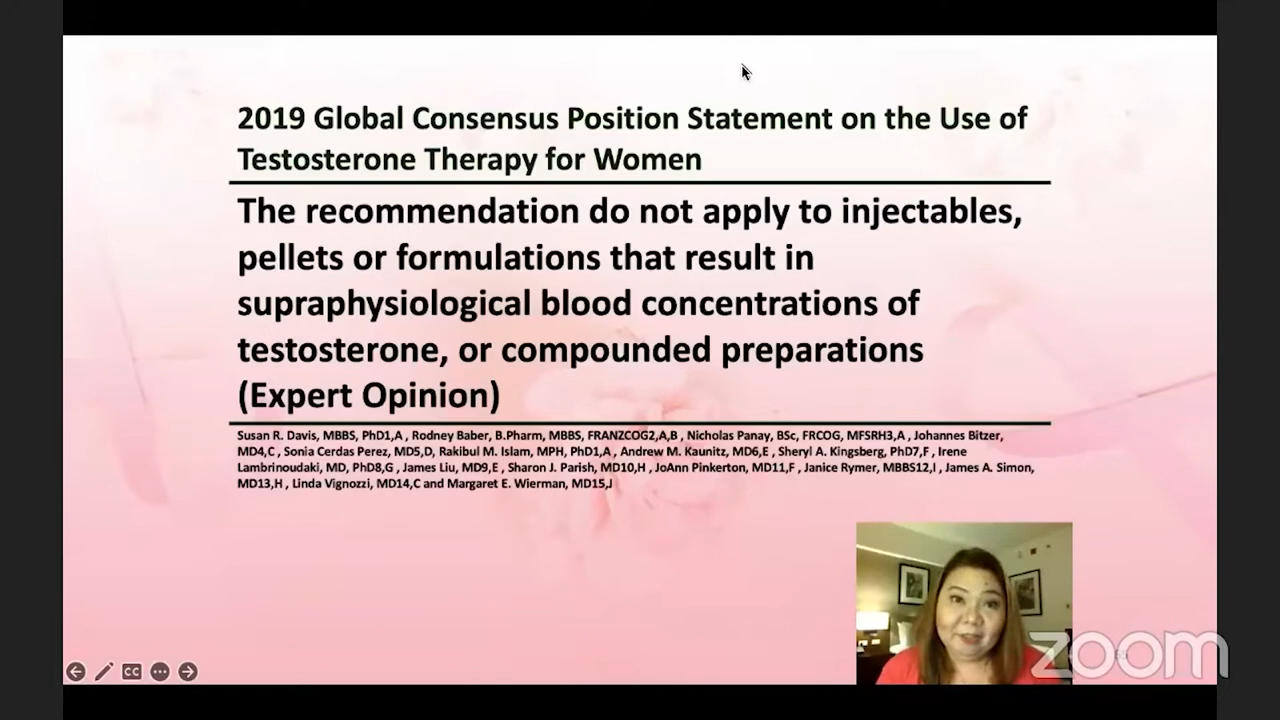 2019 Global Consensus Position Statement on the Use of
Testosterone Therapy for Women
The recommendation do not apply to injectables,
pellets or formulations that result in
supraphysiological blood concentrations of
testosterone, or compounded preparations
(Expert Opinion)
Susan R. Davis, MBBS, PhD1,A , Rodney Baber, B.Pharm, MBBS, FRANZCOG2,A,B , Nicholas Panay, BSc, FRCOG, MFSRH3,A , Johannes Bitzer,
MD4,C , Sonia Cerdas Perez, MD5,D, Rakibul M. Islam, MPH, PhD1,A , Andrew M. Kaunitz, MD6,E , Sheryl A. Kingsberg, PhD7,F , Irene
Lambrinoudaki, MD, PhD8,G , James Liu, MD9,E , Sharon J. Parish, MD10,H , JoAnn Pinkerton, MD11,F , Janice Rymer, MBBS12,I , James A. Simon,
MD13,H , Linda Vignozzi, MD14,C and Margaret E. Wierman, MD15,J
CC
zoom